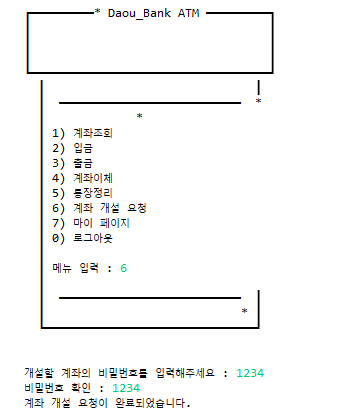 * Daou_Bank ATM
*
*
1) 계좌조회
2) 입금
3) 출금
4) 계좌이체
5) 통장정리
6) 계좌 개설 요청
7) 마이 페이지
0) 로그아웃
메뉴 입력 : 6
*
개설할 계좌의 비밀번호를 입력해주세요 : 1234
비밀번호 확인 : 1234
계좌 개설 요청이 완료되었습니다.